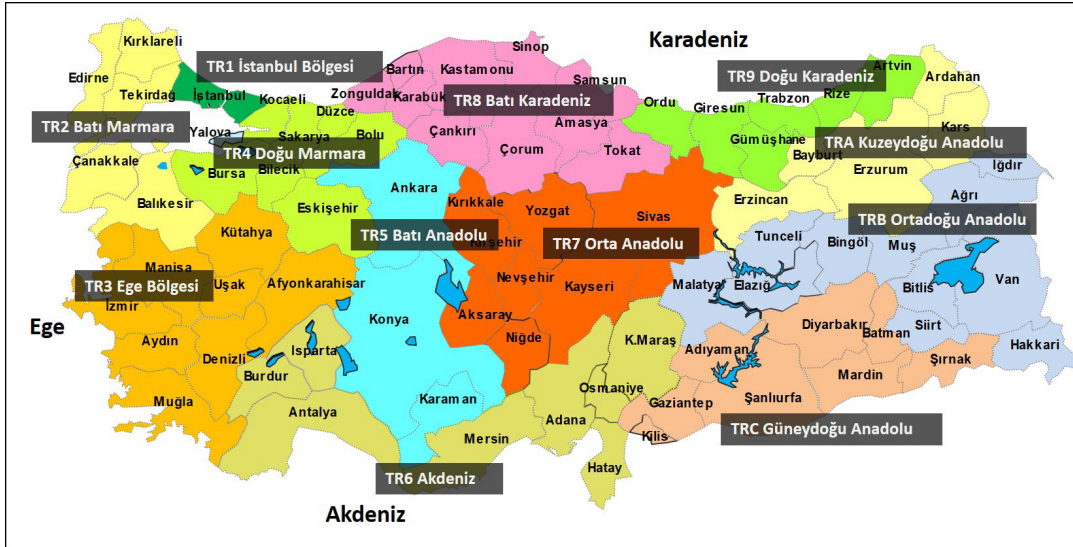 Karadeniz
Kırklareli
Edirne
Tekirdağ
İstanbul
TR1 İstanbul Bölgesi
Kocaeli
Düzce
Zonguldak
Bartın
Karabük
Kastamonu
Sinop
Samsun
TR8 Batı Karadeniz
Çankırı
Amasya
Çorum
Tokat
Ordu
Giresun
Trabzon
TR9 Doğu Karadeniz
Rize
Artvin
Ardahan
Kars
Gümüşhane
Bayburt
TRA Kuzeydoğu Anadolu
Erzurum
Erzincan
Iğdır
Ağrı
TR2 Batı Marmara
Yalova
Sakarya
Bolu
TR4 Doğu Marmara
Çanakkale
Bursa
Bilecik
Balıkesir
Eskişehir
Ankara
TR5 Batı Anadolu
Kırıkkale
Yozgat
Sivas
Kırşehir
TR7 Orta Anadolu
Nevşehir
Kayseri
Aksaray
Niğde
TRB Ortadoğu Anadolu
Tunceli
Bingöl
Muş
Malatya
Elazığ
Bitlis
Van
Siirt
Hakkari
Kütahya
Manisa
Uşak
Afyonkarahisar
TR3 Ege Bölgesi
İzmir
Ege
Aydın
Denizli
Muğla
Isparta
Burdur
Antalya
Konya
Karaman
Mersin
TR6 Akdeniz
Akdeniz
K.Maraş
Osmaniye
Adana
Hatay
Diyarbakır
Batman
Adıyaman
Şırnak
Mardin
Gaziantep
Şanlıurfa
Kilis
TRC Güneydoğu Anadolu